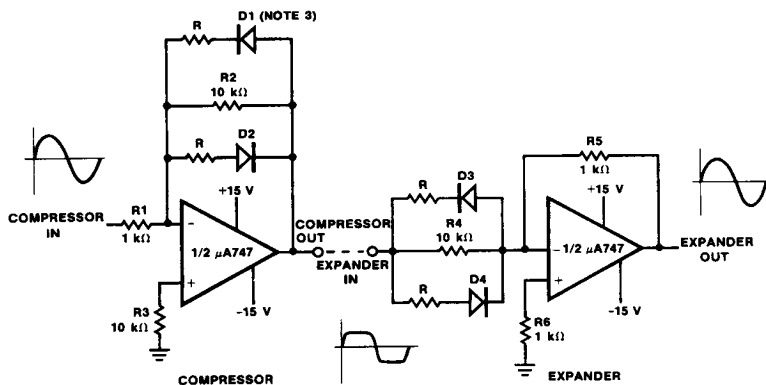 R
D1 (NOTE 3)
R2
10 kΩ
R
D2
+15 V
COMPRESSOR
IN
R1
1 kΩ
−
1/2 μA747
+
R3
10 kΩ
−15 V
COMPRESSOR
OUT
EXPANDER
IN
R
D3
R4
10 kΩ
R
D4
R5
1 kΩ
+15 V
−
1/2 μA747
+
EXPANDER
OUT
R6
1 kΩ
−15 V
COMPRESSOR
EXPANDER